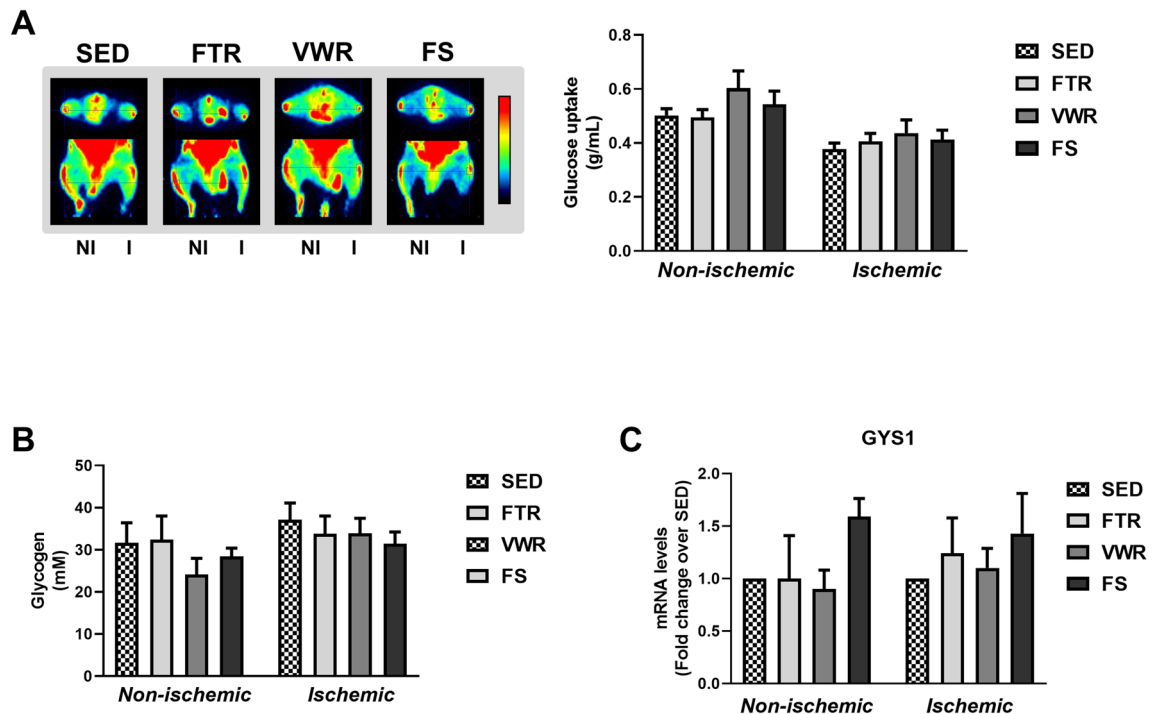 A
SED FTR VWR FS
NI I NI I NI I NI I
Glucose uptake
(g/mL)
0.8
0.6
0.4
0.2
0.0
Non-ischemic Ischemic
SED
FTR
VWR
FS
B
Glycogen
(mM)
50
40
30
20
10
0
Non-ischemic Ischemic
SED
FTR
VWR
FS
C
GYS1
mRNA levels
(Fold change over SED)
2.0
1.5
1.0
0.5
0.0
Non-ischemic Ischemic
SED
FTR
VWR
FS